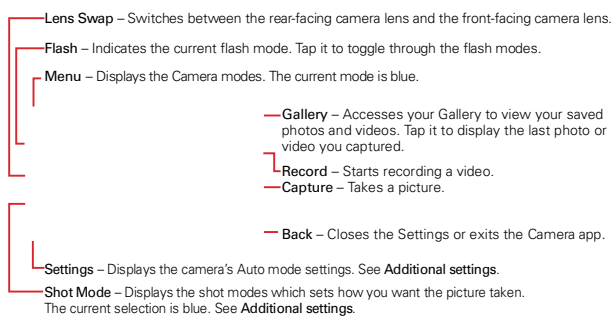 Lens Swap – Switches between the rear-facing camera lens and the front-facing camera lens.
Flash – Indicates the current flash mode. Tap it to toggle through the flash modes.
Menu – Displays the Camera modes. The current mode is blue.
Gallery – Accesses your Gallery to view your saved
photos and videos. Tap it to display the last photo or
video you captured.
Record – Starts recording a video.
Capture – Takes a picture.
Back – Closes the Settings or exits the Camera app.
Settings – Displays the camera's Auto mode settings. See Additional settings.
Shot Mode – Displays the shot modes which sets how you want the picture taken.
The current selection is blue. See Additional settings.